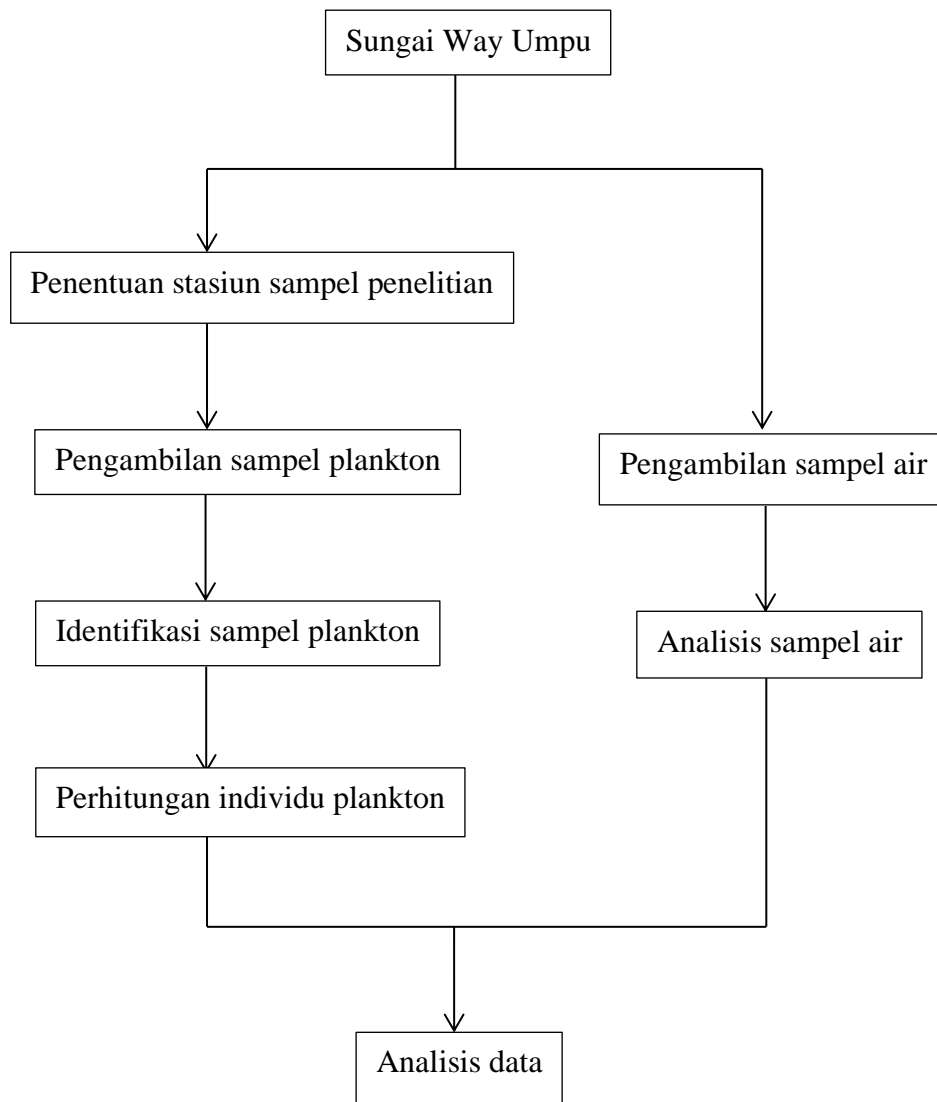 Sungai Way Umpu
Penentuan stasiun sampel penelitian
Pengambilan sampel plankton
Pengambilan sampel air
Identifikasi sampel plankton
Analisis sampel air
Perhitungan individu plankton
Analisis data